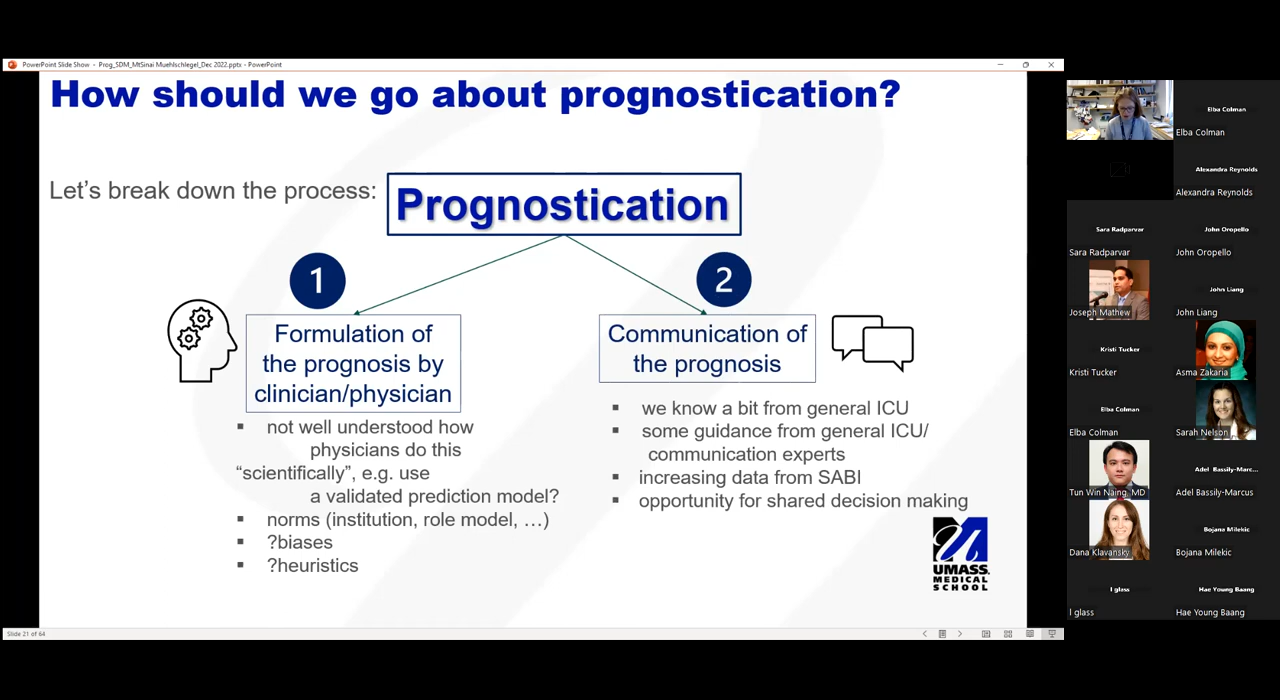 PowerPoint Slide Show - Prog_SDM_MtSinai Muehlschlegel_Dec 2022.pptx - PowerPoint
How should we go about prognostication?
Let's break down the process:
Prognostication
1
2
Formulation of
the prognosis by
clinician/physician
Communication of
the prognosis
▪ not well understood how
physicians do this
“scientifically”, e.g. use
a validated prediction model?
▪ norms (institution, role model, …)
▪ ?biases
▪ ?heuristics
▪ we know a bit from general ICU
▪ some guidance from general ICU/
communication experts
▪ increasing data from SABI
▪ opportunity for shared decision making
UMASS
MEDICAL
SCHOOL
Slide 21 of 64
Elba Colman
Elba Colman
Alexandra Reynolds
Alexandra Reynolds
Sara Radparvar
Sara Radparvar
John Oropello
John Oropello
Joseph Mathew
John Liang
John Liang
Kristi Tucker
Kristi Tucker
Asma Zakaria
Elba Colman
Elba Colman
Sarah Nelson
Tun Win Naing, MD
Adel Bassily-Marc...
Adel Bassily-Marcus
Dana Klavansky
Bojana Milekic
Bojana Milekic
l glass
l glass
Hae Young Baang
Hae Young Baang